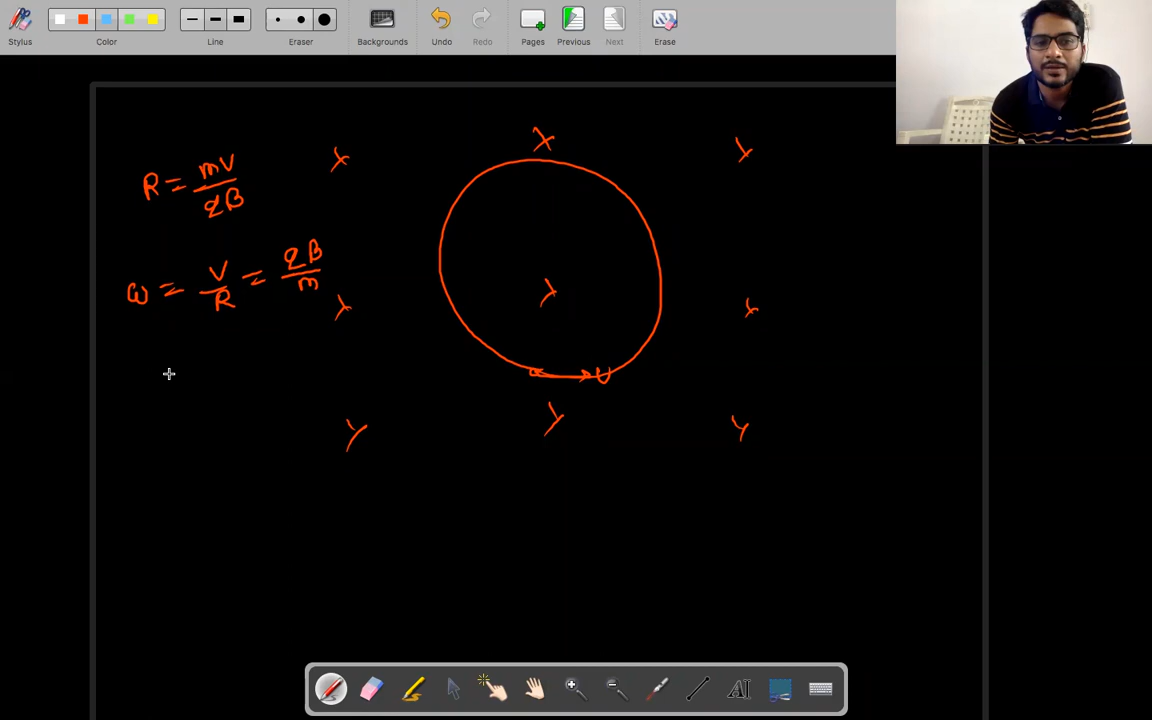 Stylus Color Line Eraser Backgrounds Undo Redo Pages Previous Next Erase
x x x
R = mv/qB
ω = v/R = qB/m
x x x
v
x x x